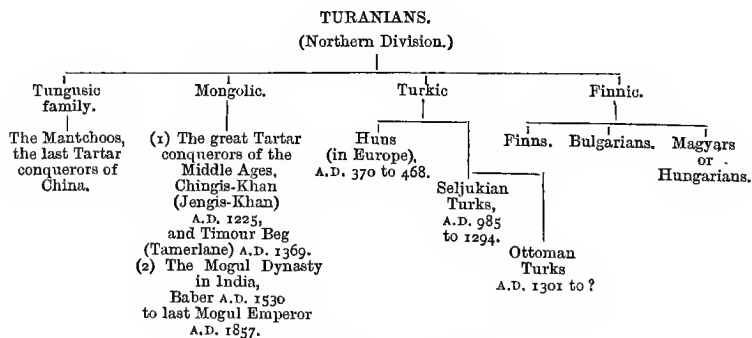 TURANIANS.
(Northern Division.)
Tungusic
family.
The Mantchoos,
the last Tartar
conquerors of
China.
Mongolic.
(1) The great Tartar
conquerors of the
Middle Ages,
Chingis-Khan
(Jengis-Khan)
A.D. 1225,
and Timour Beg
(Tamerlane) A.D. 1369.
(2) The Mogul Dynasty
in India,
Baber A.D. 1530
to last Mogul Emperor
A.D. 1857.
Turkic
Huns
(in Europe),
A.D. 370 to 468.
Seljukian
Turks,
A.D. 985
to 1294.
Ottoman
Turks
A.D. 1301 to ?
Finnic.
Finns.
Bulgarians.
Magyars
or
Hungarians.